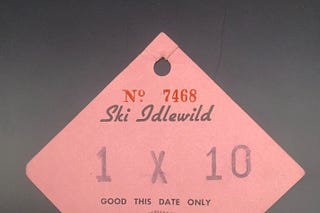 Nº 7468
Ski Idlewild
1 X 10
GOOD THIS DATE ONLY